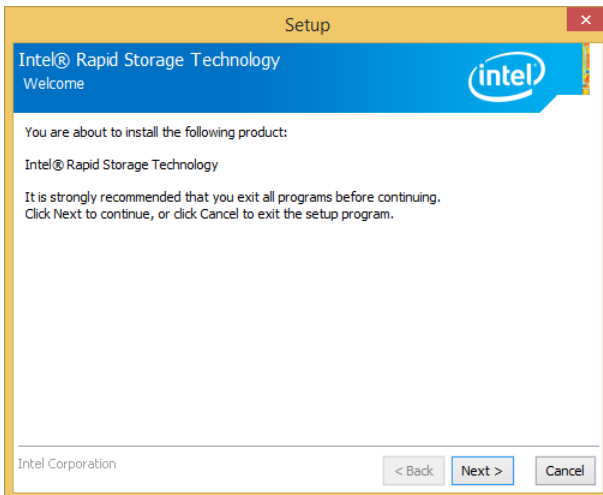 Setup
Intel® Rapid Storage Technology
Welcome
intel
You are about to install the following product:
Intel® Rapid Storage Technology
It is strongly recommended that you exit all programs before continuing.
Click Next to continue, or click Cancel to exit the setup program.
Intel Corporation
< Back
Next >
Cancel